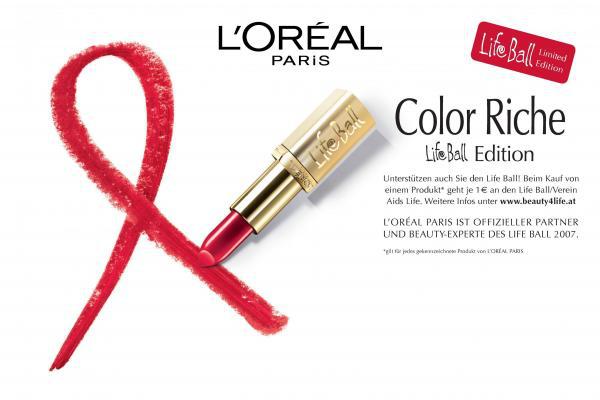 L'ORÉAL
PARIS
Life Ball Limited
Edition
Life Ball
Color Riche
Life Ball Edition
Unterstützen auch Sie den Life Ball! Beim Kauf von
einem Produkt* geht je 1 € an den Life Ball/Verein
Aids Life. Weitere Infos unter www.beauty4life.at
L'ORÉAL PARIS IST OFFIZIELLER PARTNER
UND BEAUTY-EXPERTE DES LIFE BALL 2007.
*gilt für jedes gekennzeichnete Produkt von L'ORÉAL PARIS